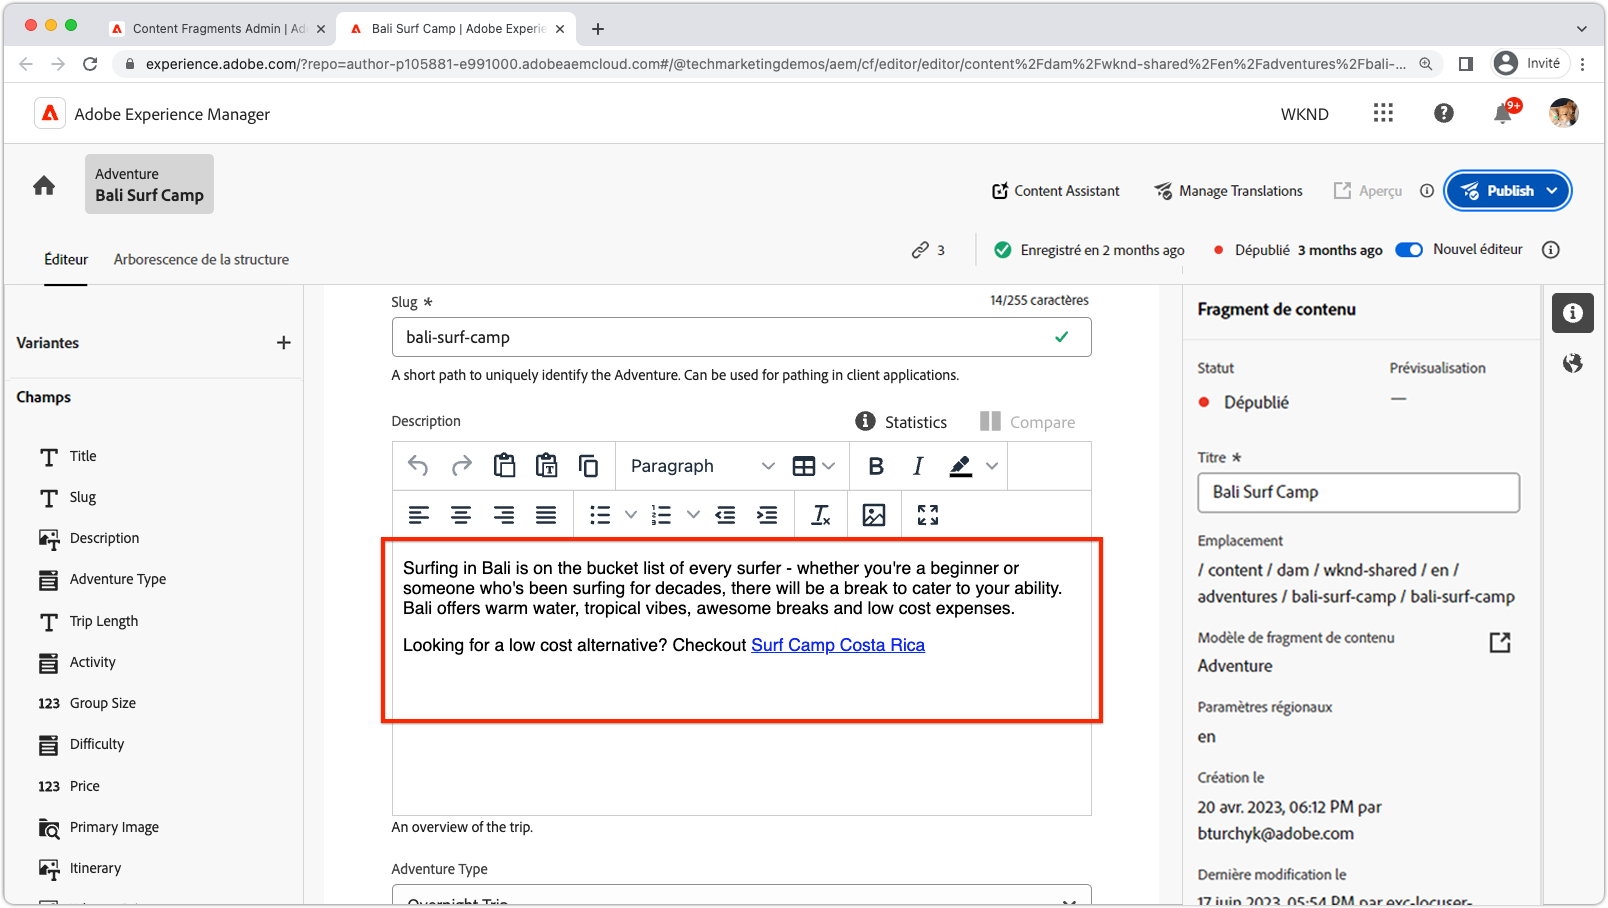 Content Fragments Admin | Ad
Bali Surf Camp | Adobe Experie
experience.adobe.com/?repo=author-p105881-e991000.adobeaemcloud.com#/@techmarketingdemos/aem/cf/editor/editor/content%2Fdam%2Fwknd-shared%2Fen%2Fadventures%2Fbali-...
Invité
Adobe Experience Manager
WKND
9+
Adventure
Bali Surf Camp
Content Assistant
Manage Translations
Aperçu
Publish
Éditeur
Arborescence de la structure
3
Enregistré en 2 months ago
Dépublié 3 months ago
Nouvel éditeur
Variantes
Champs
Title
Slug
Description
Adventure Type
Trip Length
Activity
123 Group Size
Difficulty
123 Price
Primary Image
Itinerary
Slug *
14/255 caractères
bali-surf-camp
A short path to uniquely identify the Adventure. Can be used for pathing in client applications.
Description
Statistics
Compare
Paragraph
B I
Surfing in Bali is on the bucket list of every surfer - whether you're a beginner or
someone who's been surfing for decades, there will be a break to cater to your ability.
Bali offers warm water, tropical vibes, awesome breaks and low cost expenses.
Looking for a low cost alternative? Checkout Surf Camp Costa Rica
An overview of the trip.
Adventure Type
Overnight Trip
Fragment de contenu
Statut
Prévisualisation
Dépublié
—
Titre *
Bali Surf Camp
Emplacement
/ content / dam / wknd-shared / en /
adventures / bali-surf-camp / bali-surf-camp
Modèle de fragment de contenu
Adventure
Paramètres régionaux
en
Création le
20 avr. 2023, 06:12 PM par
bturchyk@adobe.com
Dernière modification le
17 juin 2023, 05:54 PM par exc-locuser-